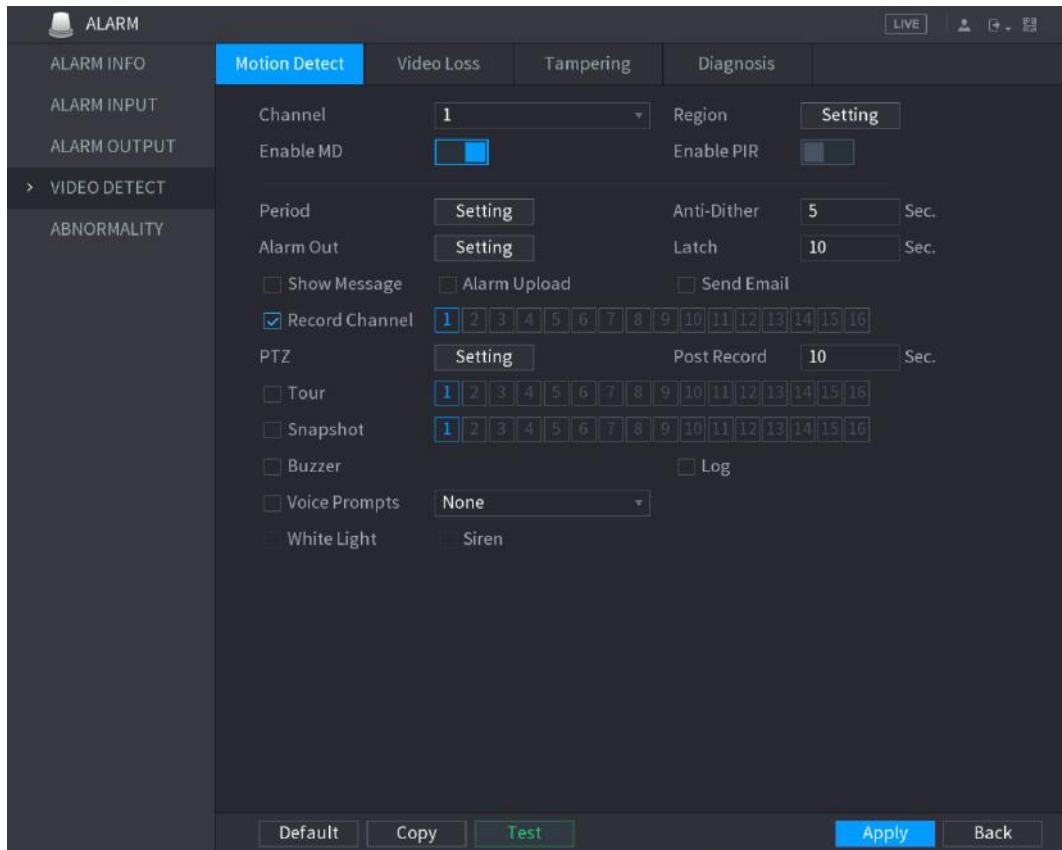 ALARM LIVE
ALARM INFO
ALARM INPUT
ALARM OUTPUT
> VIDEO DETECT
ABNORMALITY
Motion Detect Video Loss Tampering Diagnosis
Channel 1 Region Setting
Enable MD Enable PIR
Period Setting Anti-Dither 5 Sec.
Alarm Out Setting Latch 10 Sec.
Show Message Alarm Upload Send Email
Record Channel 1 2 3 4 5 6 7 8 9 10 11 12 13 14 15 16
PTZ Setting Post Record 10 Sec.
Tour 1 2 3 4 5 6 7 8 9 10 11 12 13 14 15 16
Snapshot 1 2 3 4 5 6 7 8 9 10 11 12 13 14 15 16
Buzzer Log
Voice Prompts None
White Light Siren
Default Copy Test Apply Back